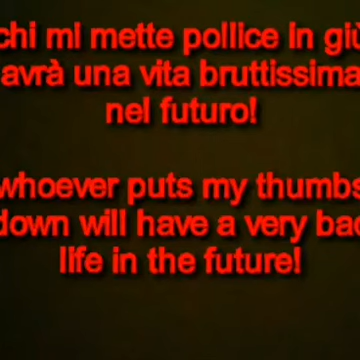 chi mi mette pollice in giù
avrà una vita bruttissima
nel futuro!
whoever puts my thumbs
down will have a very bad
life in the future!